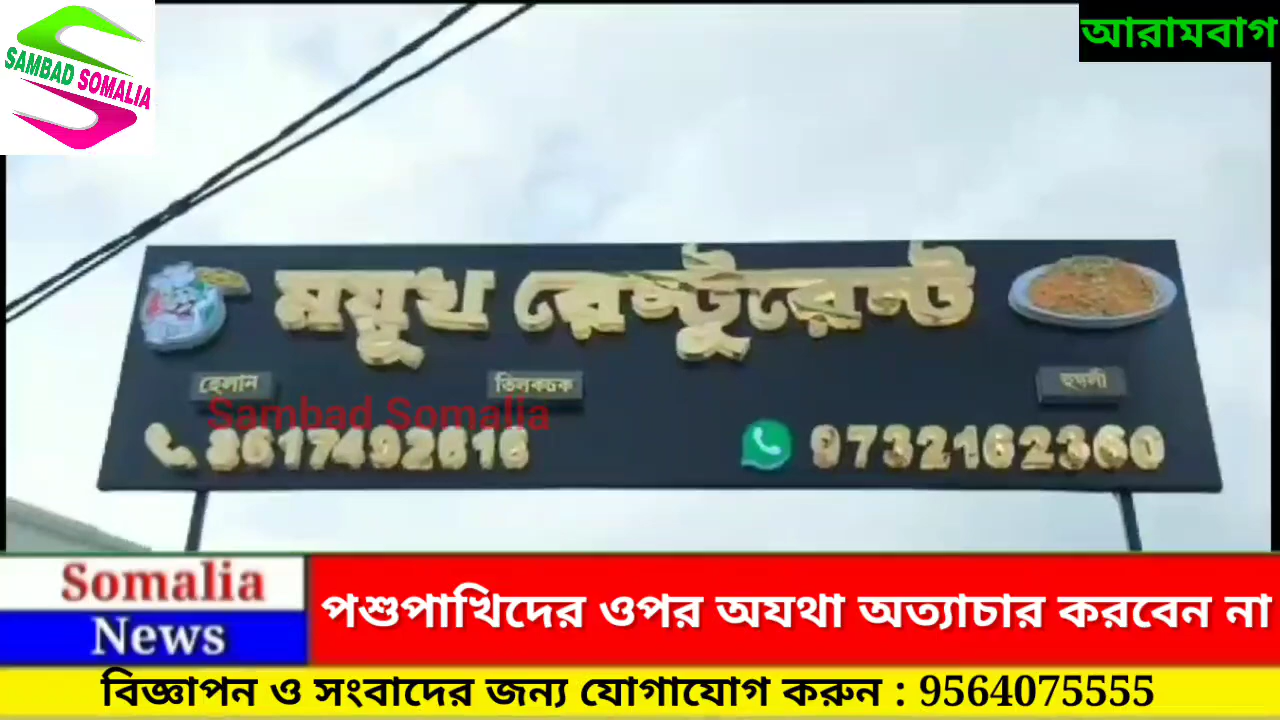 SAMBAD SOMALIA
আরামবাগ
ময়ুখ রেষ্টুরেন্ট
হেলান তিলকচক হুগলী
Sambad Somalia
8617492616 9732162360
Somalia
News
পশুপাখিদের ওপর অযথা অত্যাচার করবেন না
বিজ্ঞাপন ও সংবাদের জন্য যোগাযোগ করুন : 9564075555